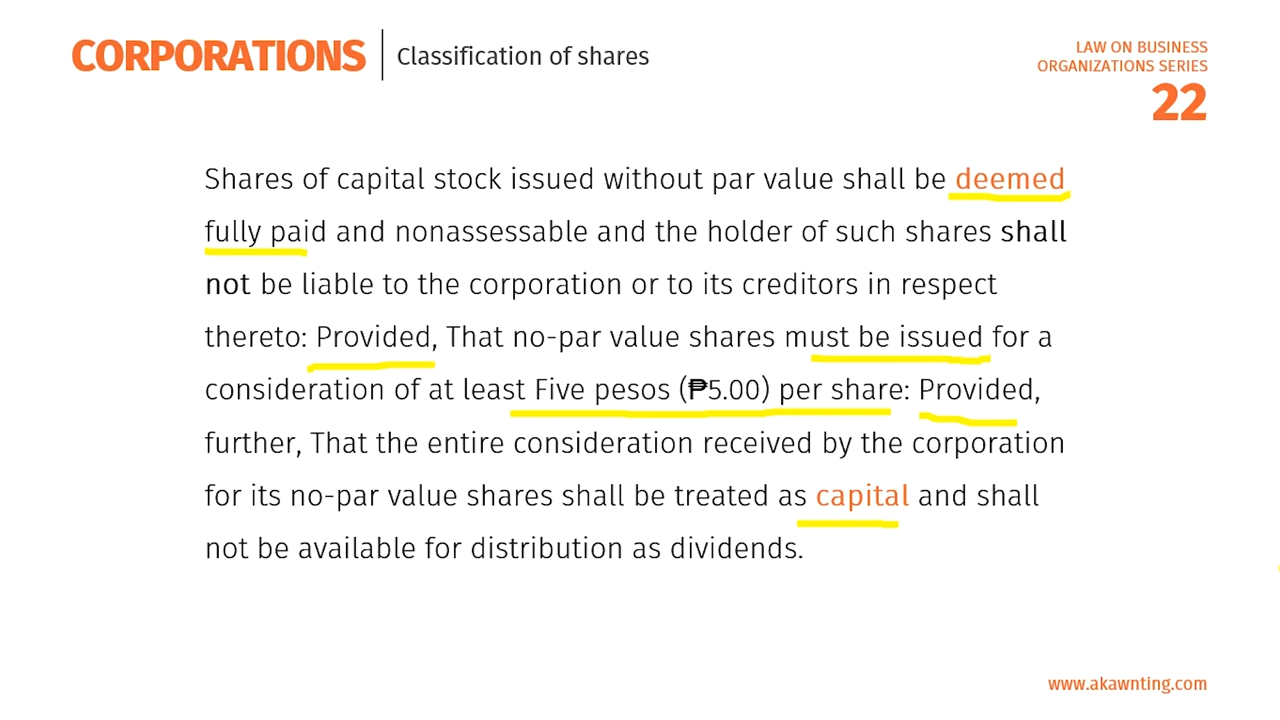 CORPORATIONS
Classification of shares
LAW ON BUSINESS
ORGANIZATIONS SERIES
22
Shares of capital stock issued without par value shall be deemed
fully paid and nonassessable and the holder of such shares shall
not be liable to the corporation or to its creditors in respect
thereto: Provided, That no-par value shares must be issued for a
consideration of at least Five pesos (₱5.00) per share: Provided,
further, That the entire consideration received by the corporation
for its no-par value shares shall be treated as capital and shall
not be available for distribution as dividends.
www.akawnting.com